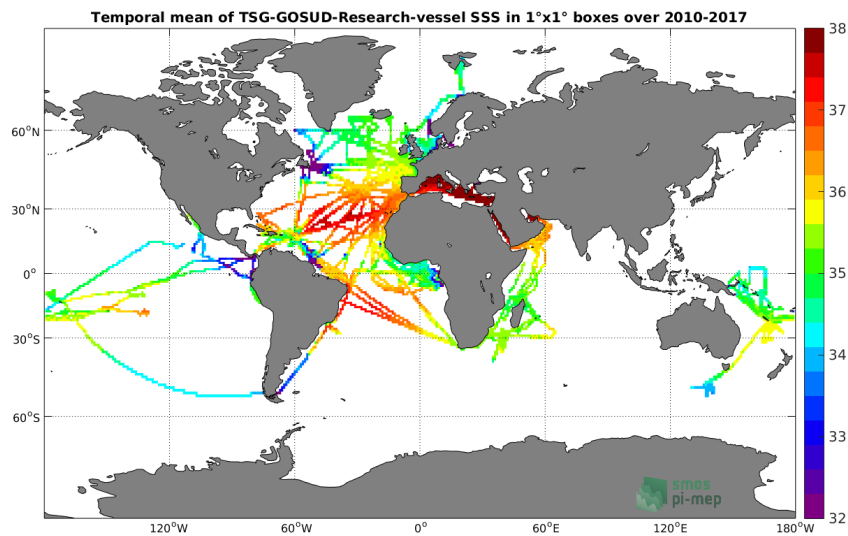 Temporal mean of TSG-GOSUD-Research-vessel SSS in 1°x1° boxes over 2010-2017
38
37
36
35
34
33
32
60°N
30°N
0°
30°S
60°S
120°W
60°W
0°
60°E
120°E
180°W
smos
pi-mep